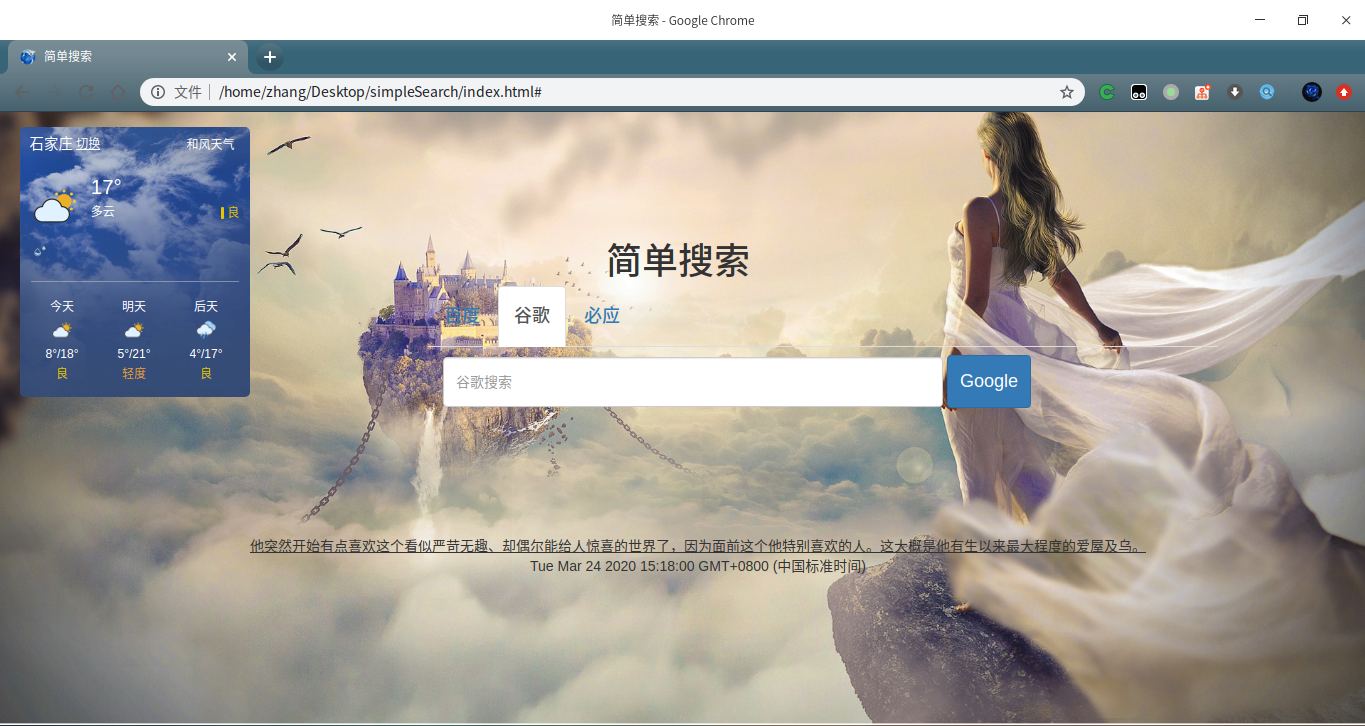 简单搜索 - Google Chrome
简单搜索
文件 /home/zhang/Desktop/simpleSearch/index.html#
石家庄 切换 和风天气
17°
多云 良
今天 明天 后天
8°/18° 5°/21° 4°/17°
良 轻度 良
简单搜索
百度 谷歌 必应
谷歌搜索 Google
他突然开始有点喜欢这个看似严苛无趣、却偶尔能给人惊喜的世界了，因为面前这个他特别喜欢的人。这大概是他有生以来最大程度的爱屋及乌。
Tue Mar 24 2020 15:18:00 GMT+0800 (中国标准时间)